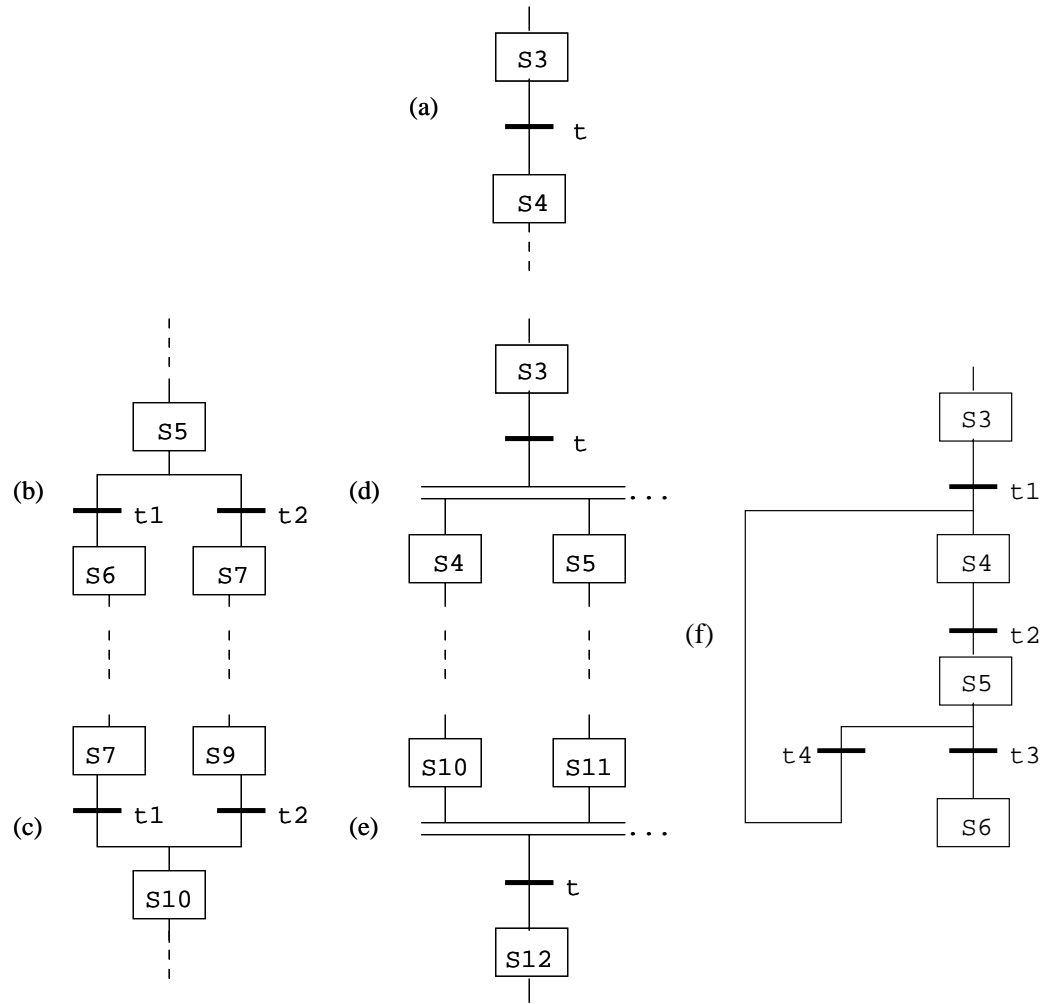 S3
(a)
t
S4
S3
t
(d)
...
S4
S5
S10
S11
(e)
...
t
S12
S5
(b)
t1
t2
S6
S7
S7
S9
t1
t2
(c)
S10
S3
t1
S4
(f)
t2
S5
t4
t3
S6